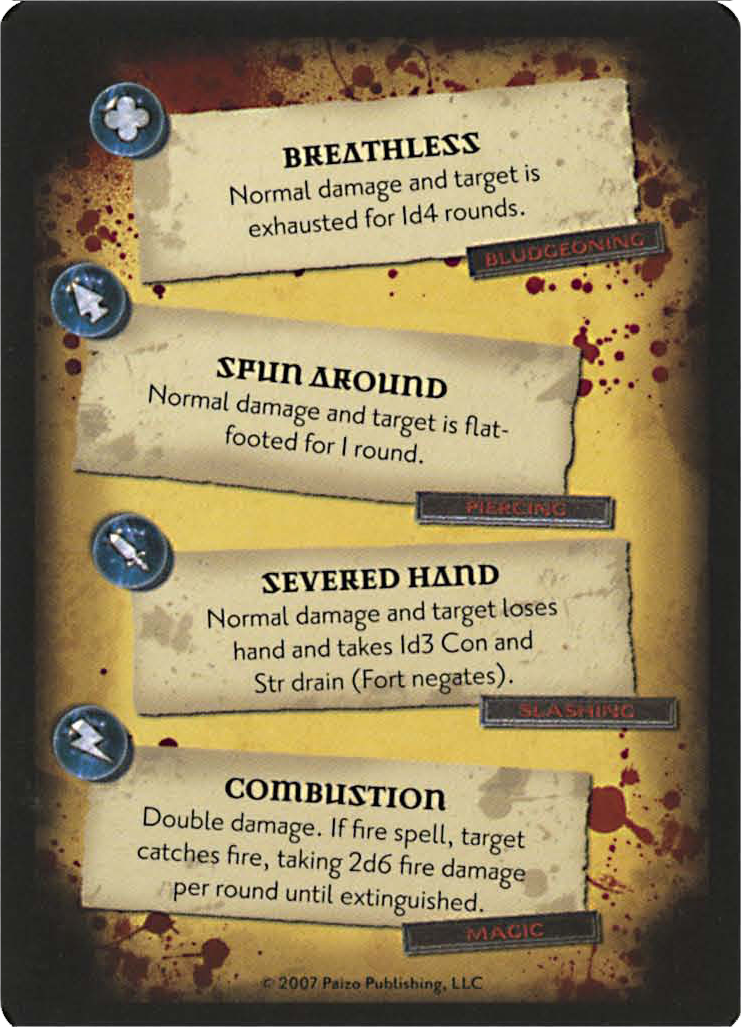 BREATHLESS
Normal damage and target is
exhausted for 1d4 rounds.
BLUDGEONING
SPUN AROUND
Normal damage and target is flat-
footed for 1 round.
PIERCING
SEVERED HAND
Normal damage and target loses
hand and takes 1d3 Con and
Str drain (Fort negates).
SLASHING
COMBUSTION
Double damage. If fire spell, target
catches fire, taking 2d6 fire damage
per round until extinguished.
MAGIC
© 2007 Paizo Publishing, LLC